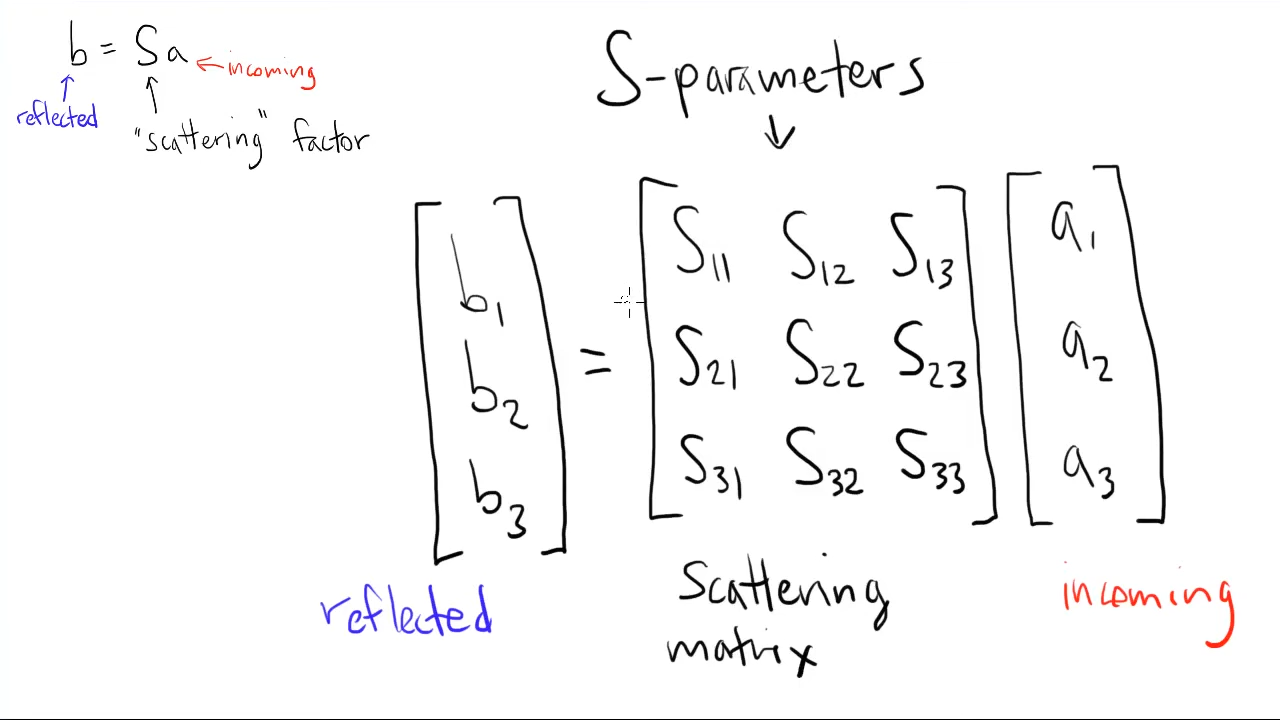 b = Sa ← incoming
reflected
"scattering" factor
S-parameters
b₁ = S₁₁ S₁₂ S₁₃ a₁
b₂ S₂₁ S₂₂ S₂₃ a₂
b₃ S₃₁ S₃₂ S₃₃ a₃
reflected
Scattering
matrix
incoming